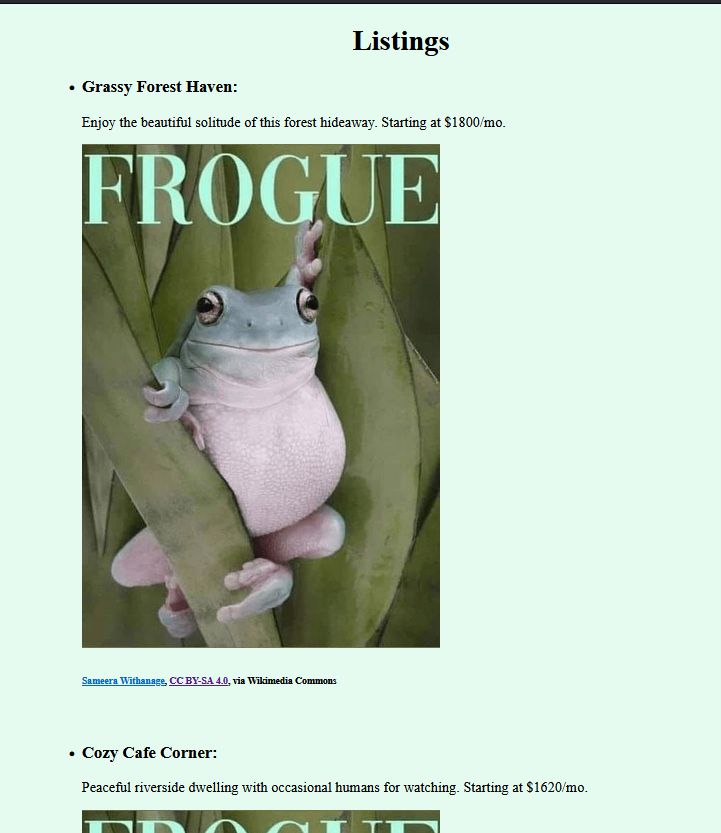 Listings
• Grassy Forest Haven:
Enjoy the beautiful solitude of this forest hideaway. Starting at $1800/mo.
FROGUE
Sameera Withanage, CC BY-SA 4.0, via Wikimedia Commons
• Cozy Cafe Corner:
Peaceful riverside dwelling with occasional humans for watching. Starting at $1620/mo.
FROGUE